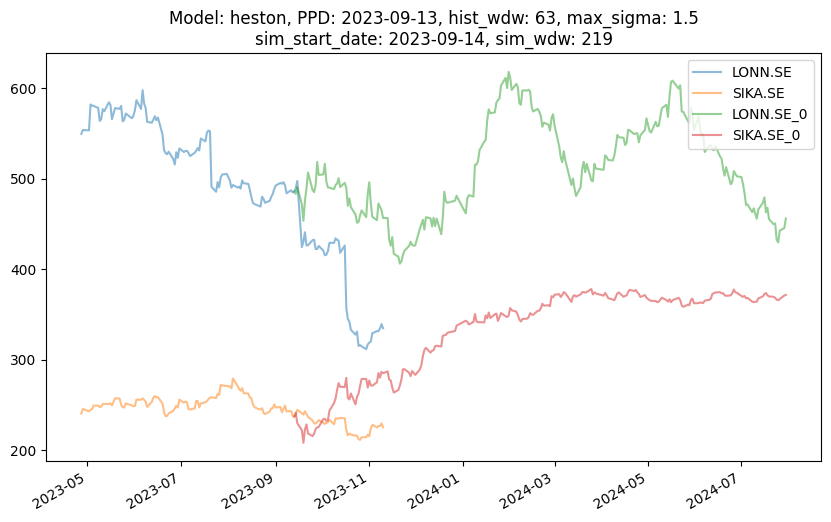 Model: heston, PPD: 2023-09-13, hist_wdw: 63, max_sigma: 1.5
sim_start_date: 2023-09-14, sim_wdw: 219
LONN.SE
SIKA.SE
LONN.SE_0
SIKA.SE_0
600
500
400
300
200
2023-05
2023-07
2023-09
2023-11
2024-01
2024-03
2024-05
2024-07